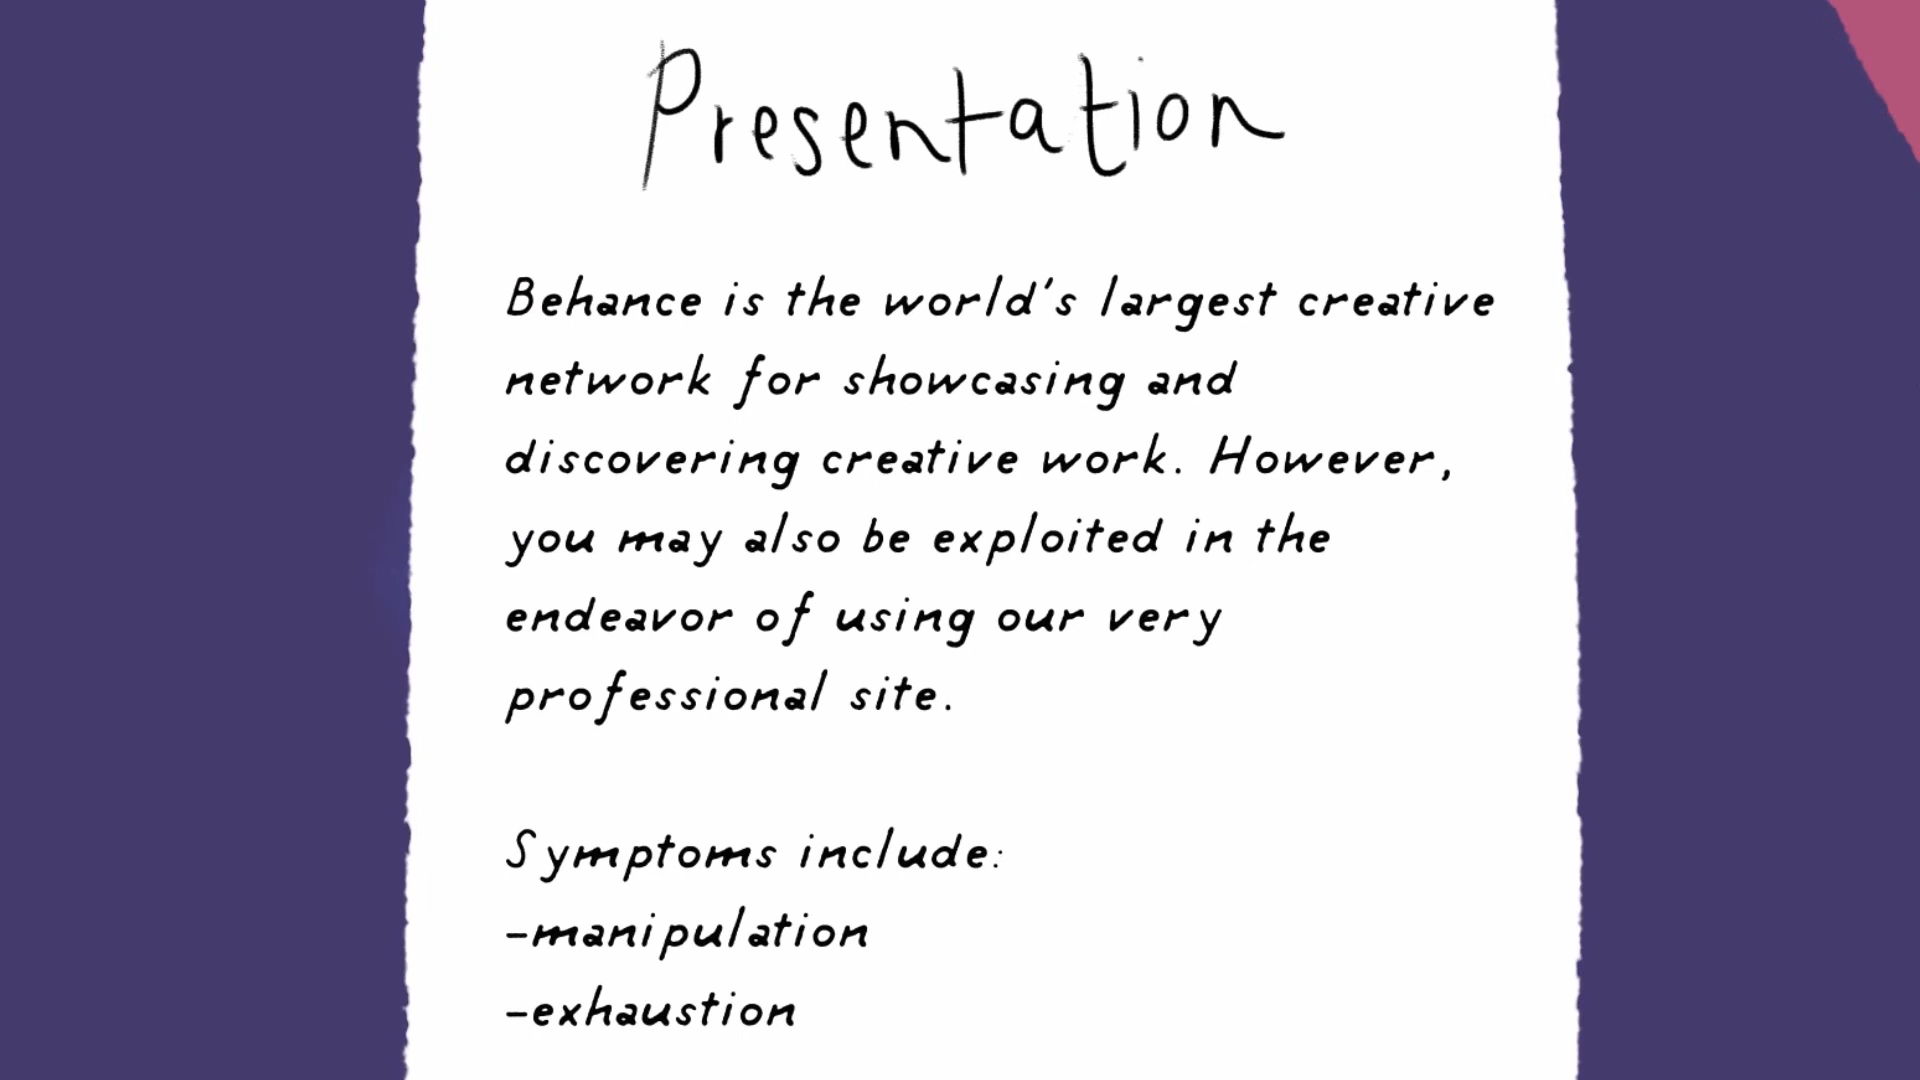 Presentation
Behance is the world's largest creative
network for showcasing and
discovering creative work. However,
you may also be exploited in the
endeavor of using our very
professional site.
Symptoms include:
-manipulation
-exhaustion